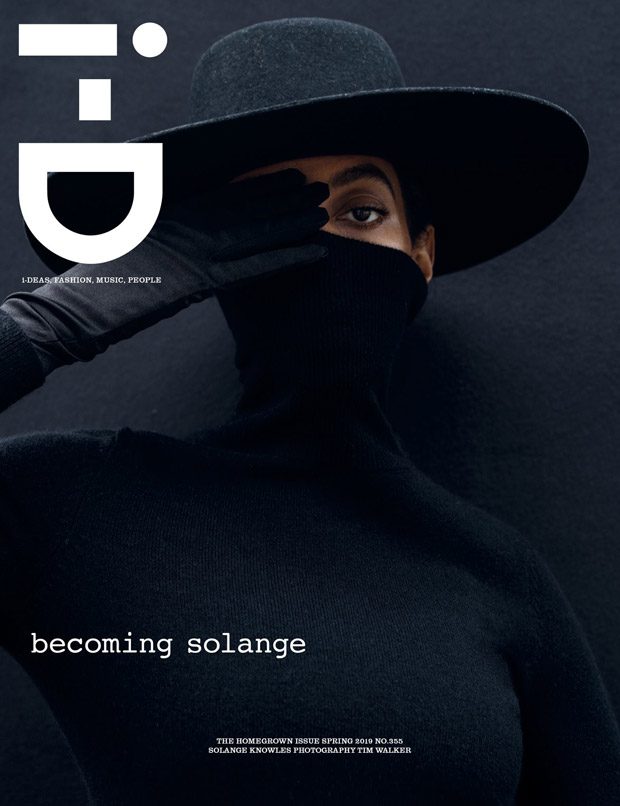 i-D
i-DEAS, FASHION, MUSIC, PEOPLE
becoming solange
THE HOMEGROWN ISSUE SPRING 2019 NO.355
SOLANGE KNOWLES PHOTOGRAPHY TIM WALKER